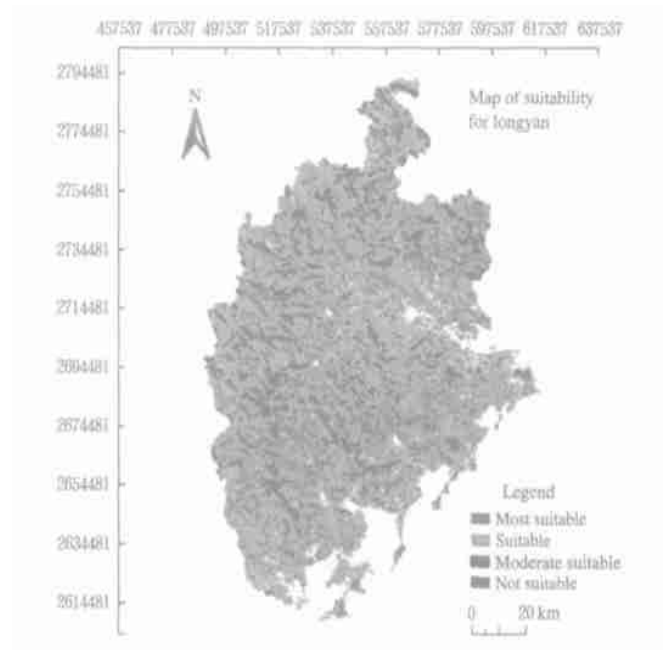 457537 477537 497537 517537 537537 557537 577537 597537 617537 637537
2794481
Map of suitability
for longyan
N
2774481
2754481
2734481
2714481
2694481
2674481
2654481
Legend
Most suitable
Suitable
2634481
Moderate suitable
Not suitable
2614481
0 20 km